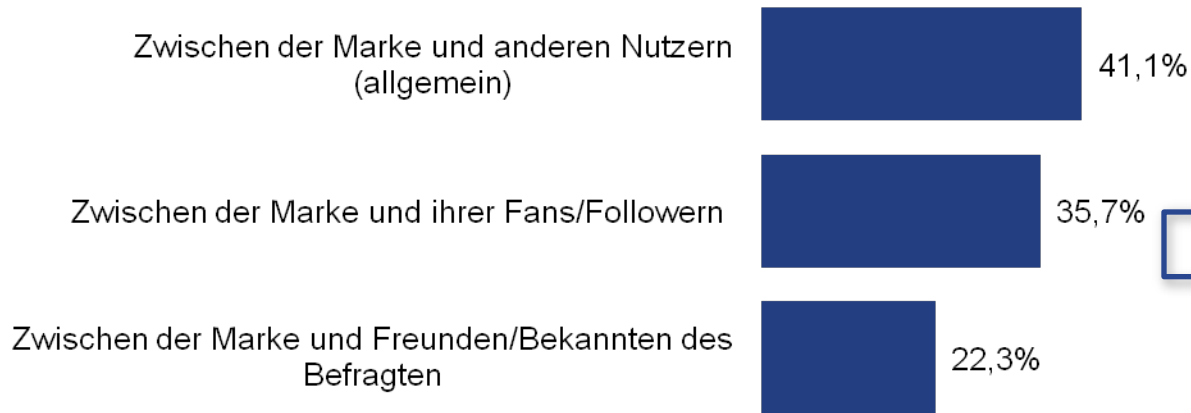 Zwischen der Marke und anderen Nutzern
(allgemein)
41,1%
Zwischen der Marke und ihrer Fans/Followern
35,7%
Zwischen der Marke und Freunden/Bekannten des
Befragten
22,3%